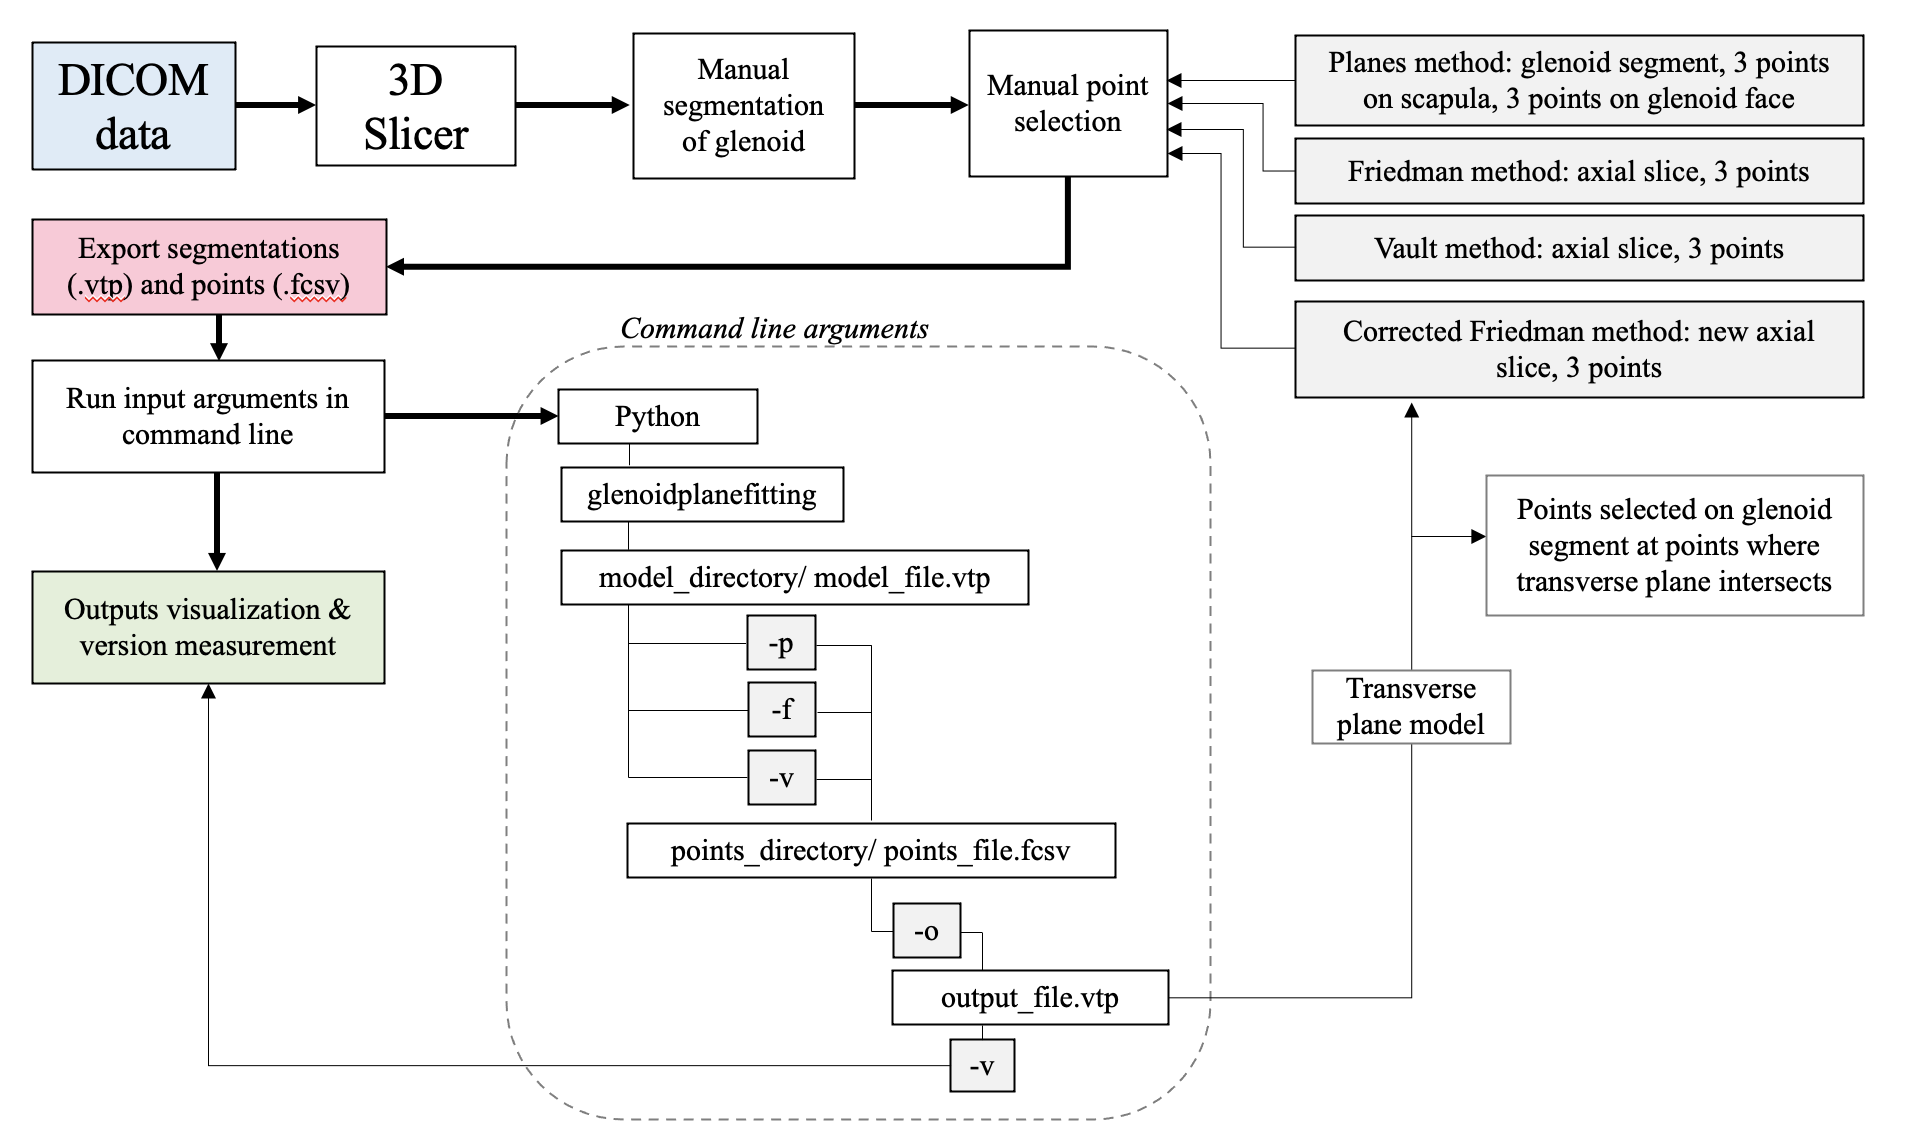 DICOM
data
3D
Slicer
Manual
segmentation
of glenoid
Manual point
selection
Planes method: glenoid segment, 3 points
on scapula, 3 points on glenoid face
Friedman method: axial slice, 3 points
Vault method: axial slice, 3 points
Corrected Friedman method: new axial
slice, 3 points
Export segmentations
(.vtp) and points (.fcsv)
Run input arguments in
command line
Outputs visualization &
version measurement
Command line arguments
Python
glenoidplanefitting
model_directory/ model_file.vtp
-p
-f
-v
points_directory/ points_file.fcsv
-o
output_file.vtp
-v
Points selected on glenoid
segment at points where
transverse plane intersects
Transverse
plane model